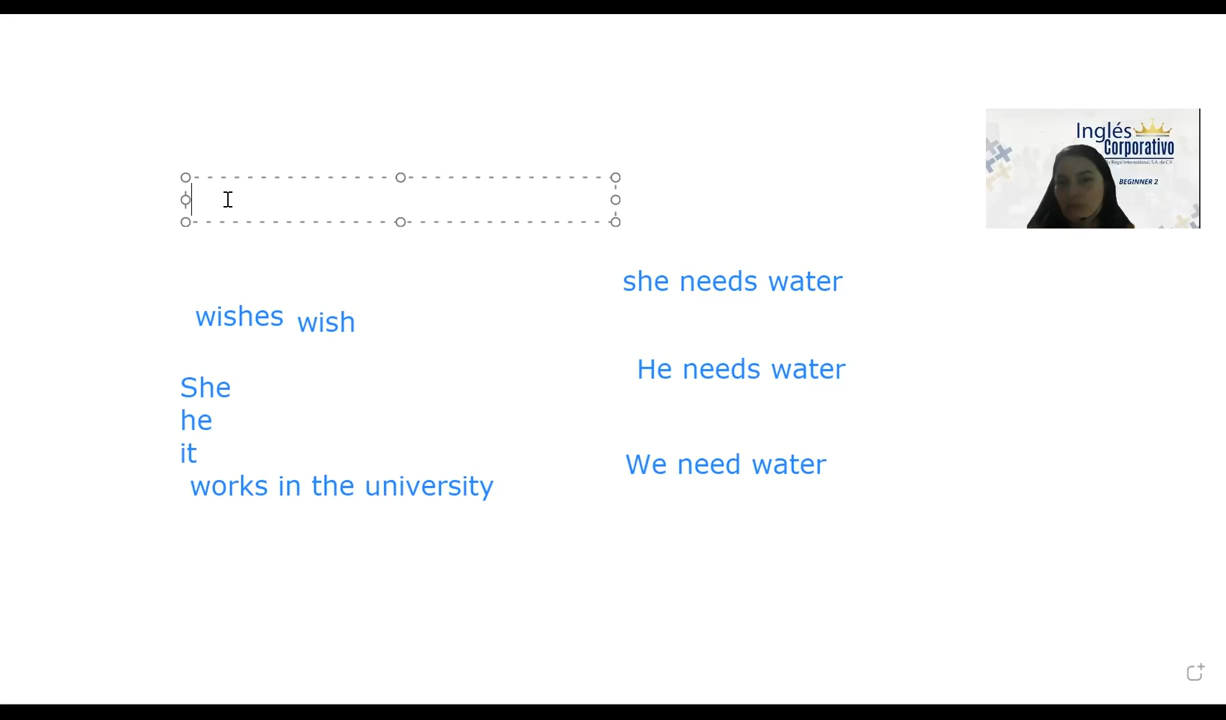 Inglés
Corporativo
BEGINNER 2
she needs water
wishes wish
He needs water
She
he
it
We need water
works in the university